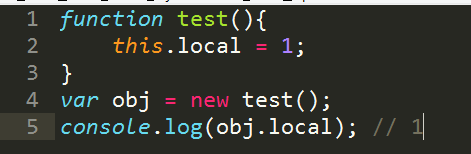 1 function test(){
2     this.local = 1;
3 }
4 var obj = new test();
5 console.log(obj.local); // 1